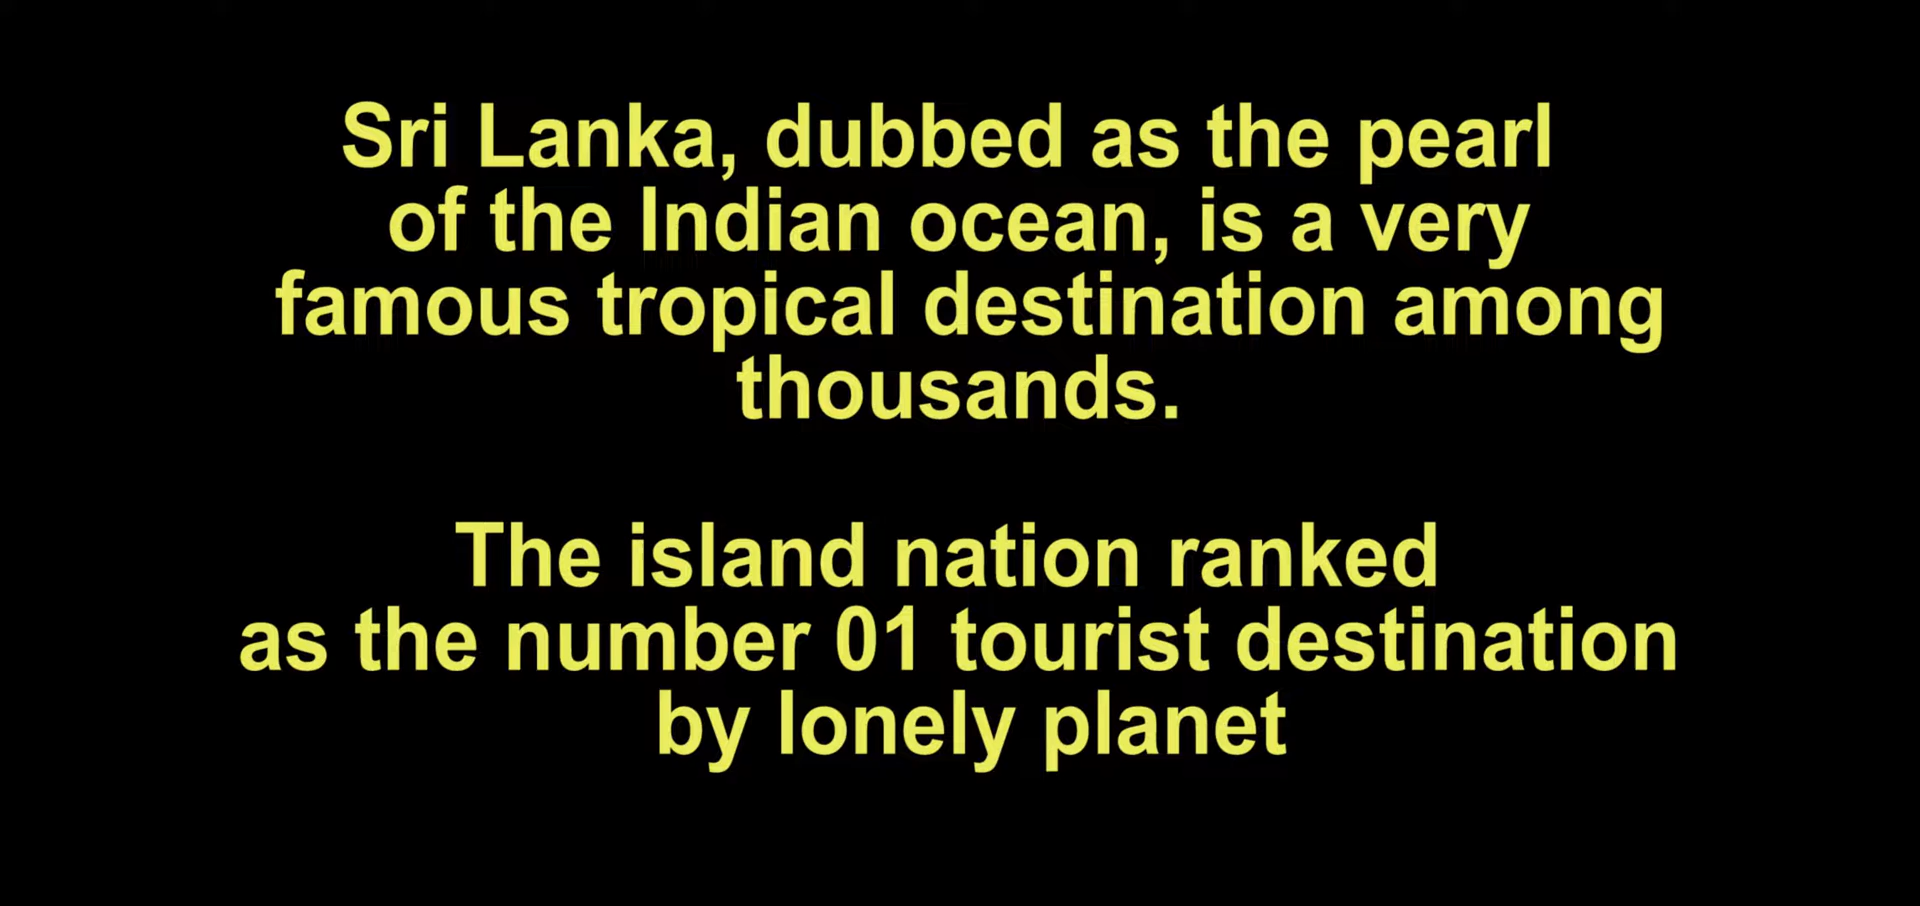 Sri Lanka, dubbed as the pearl
of the Indian ocean, is a very
famous tropical destination among
thousands.
The island nation ranked
as the number 01 tourist destination
by lonely planet